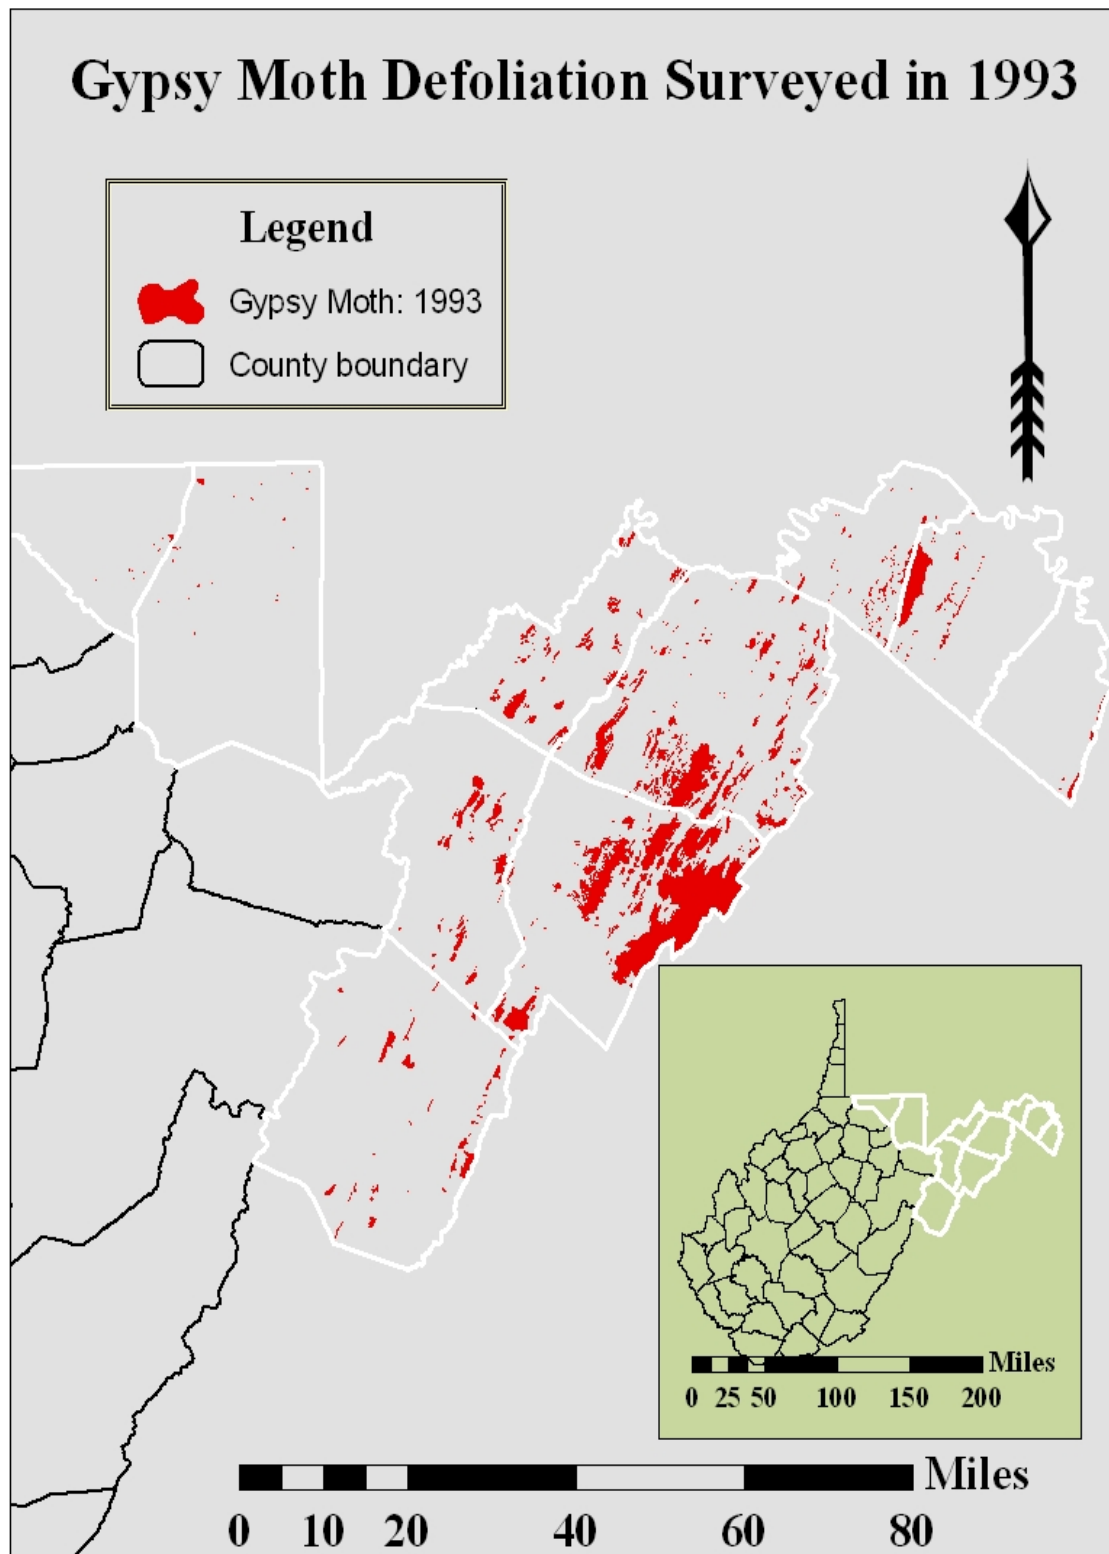 Gypsy Moth Defoliation Surveyed in 1993
Legend
Gypsy Moth: 1993
County boundary
Miles
0 25 50 100 150 200
Miles
0 10 20 40 60 80